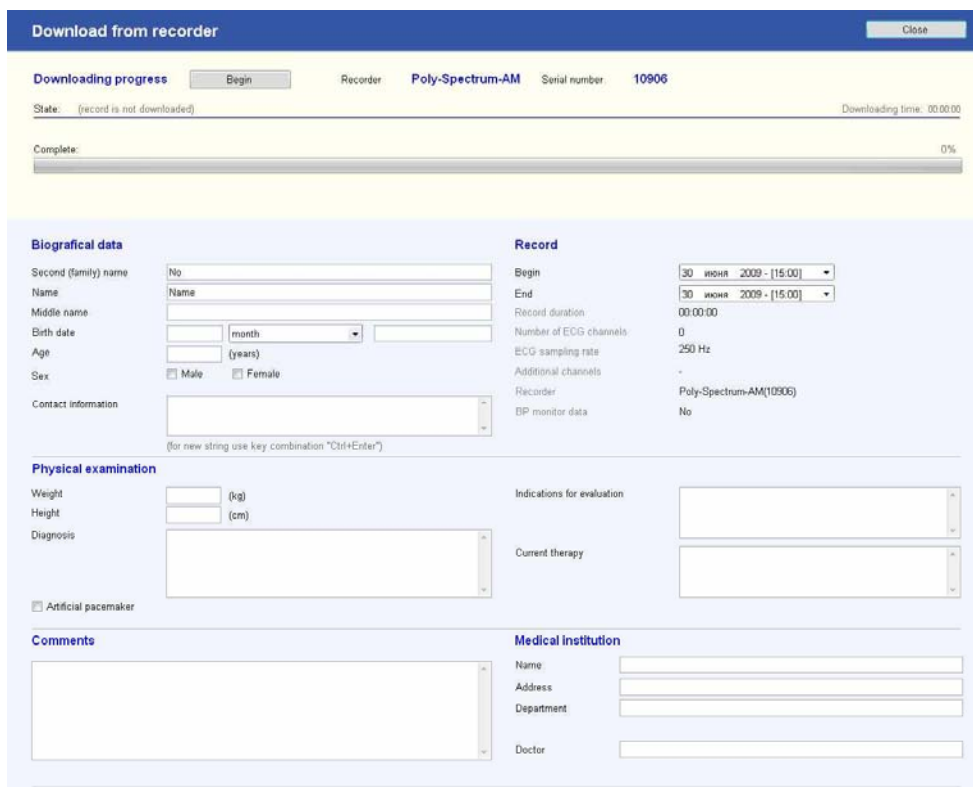 Download from recorder
Close
Downloading progress
Begin
Recorder
Poly-Spectrum-AM
Serial number
10906
State: (record is not downloaded)
Downloading time: 00:00:00
Complete:
0%
Biografical data
Second (family) name
No
Name
Name
Middle name
Birth date
month
Age
(years)
Sex
Male
Female
Contact information
(for new string use key combination "Ctrl+Enter")
Record
Begin
30 июня 2009 - [15:00]
End
30 июня 2009 - [15:00]
Record duration
00:00:00
Number of ECG channels
0
ECG sampling rate
250 Hz
Additional channels
-
Recorder
Poly-Spectrum-AM(10906)
BP monitor data
No
Physical examination
Weight
(kg)
Height
(cm)
Diagnosis
Artificial pacemaker
Indications for evaluation
Current therapy
Comments
Medical institution
Name
Address
Department
Doctor